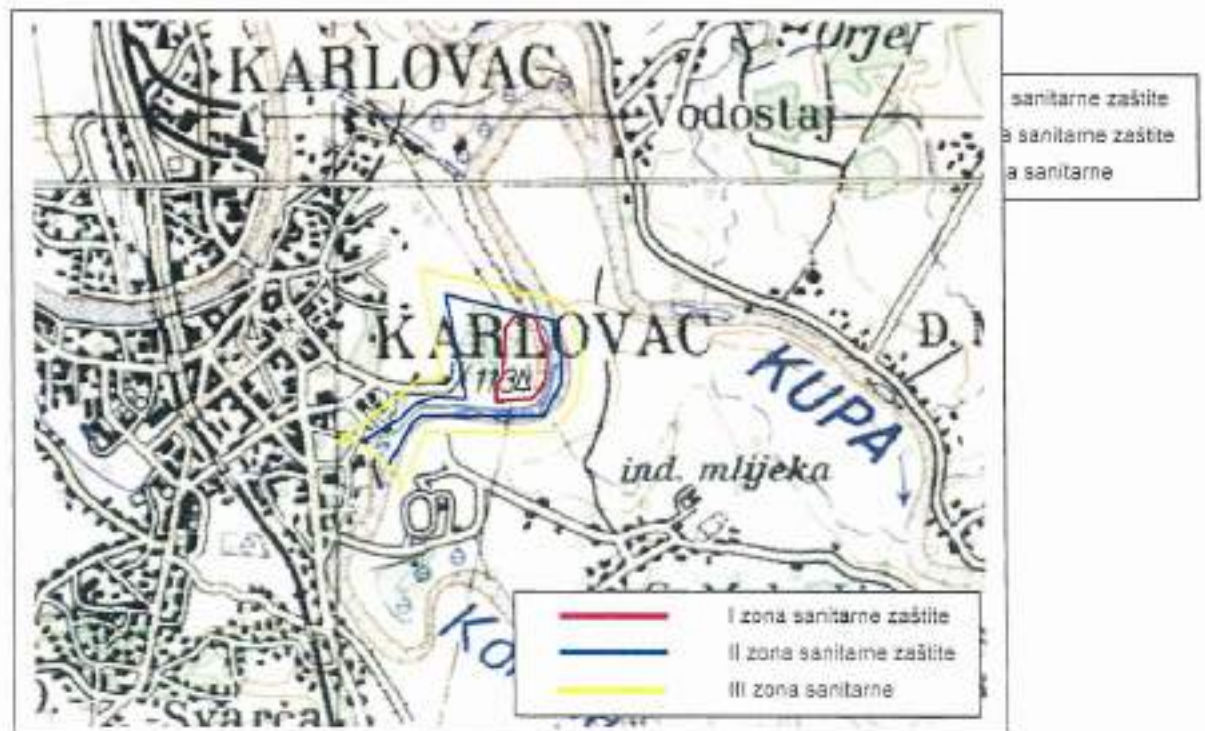 KARLOVAC
Vodostaj
sanitarne zaštite
a sanitarne zaštite
a sanitarne
KARLOVAC
D.
KUPA
ind. mlijeka
I zona sanitarne zaštite
II zona sanitarne zaštite
III zona sanitarne
Švarča